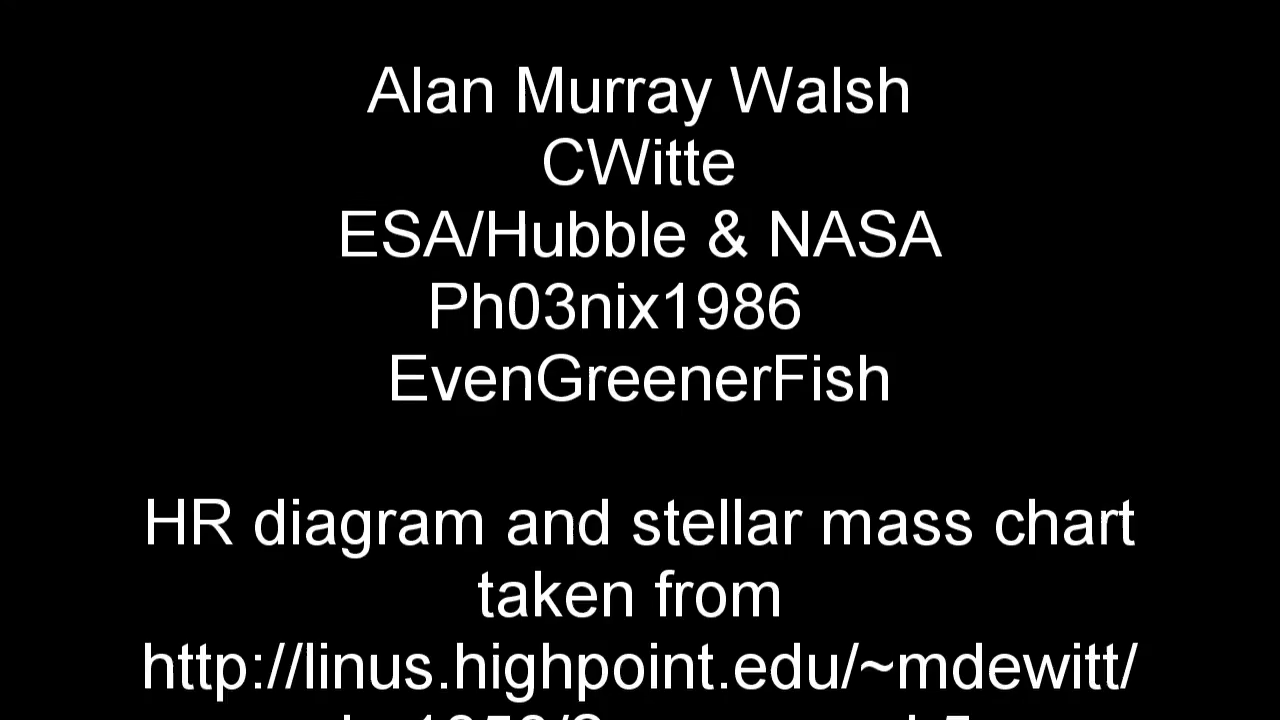 Alan Murray Walsh
CWitte
ESA/Hubble & NASA
Ph03nix1986
EvenGreenerFish
HR diagram and stellar mass chart
taken from
http://linus.highpoint.edu/~mdewitt/